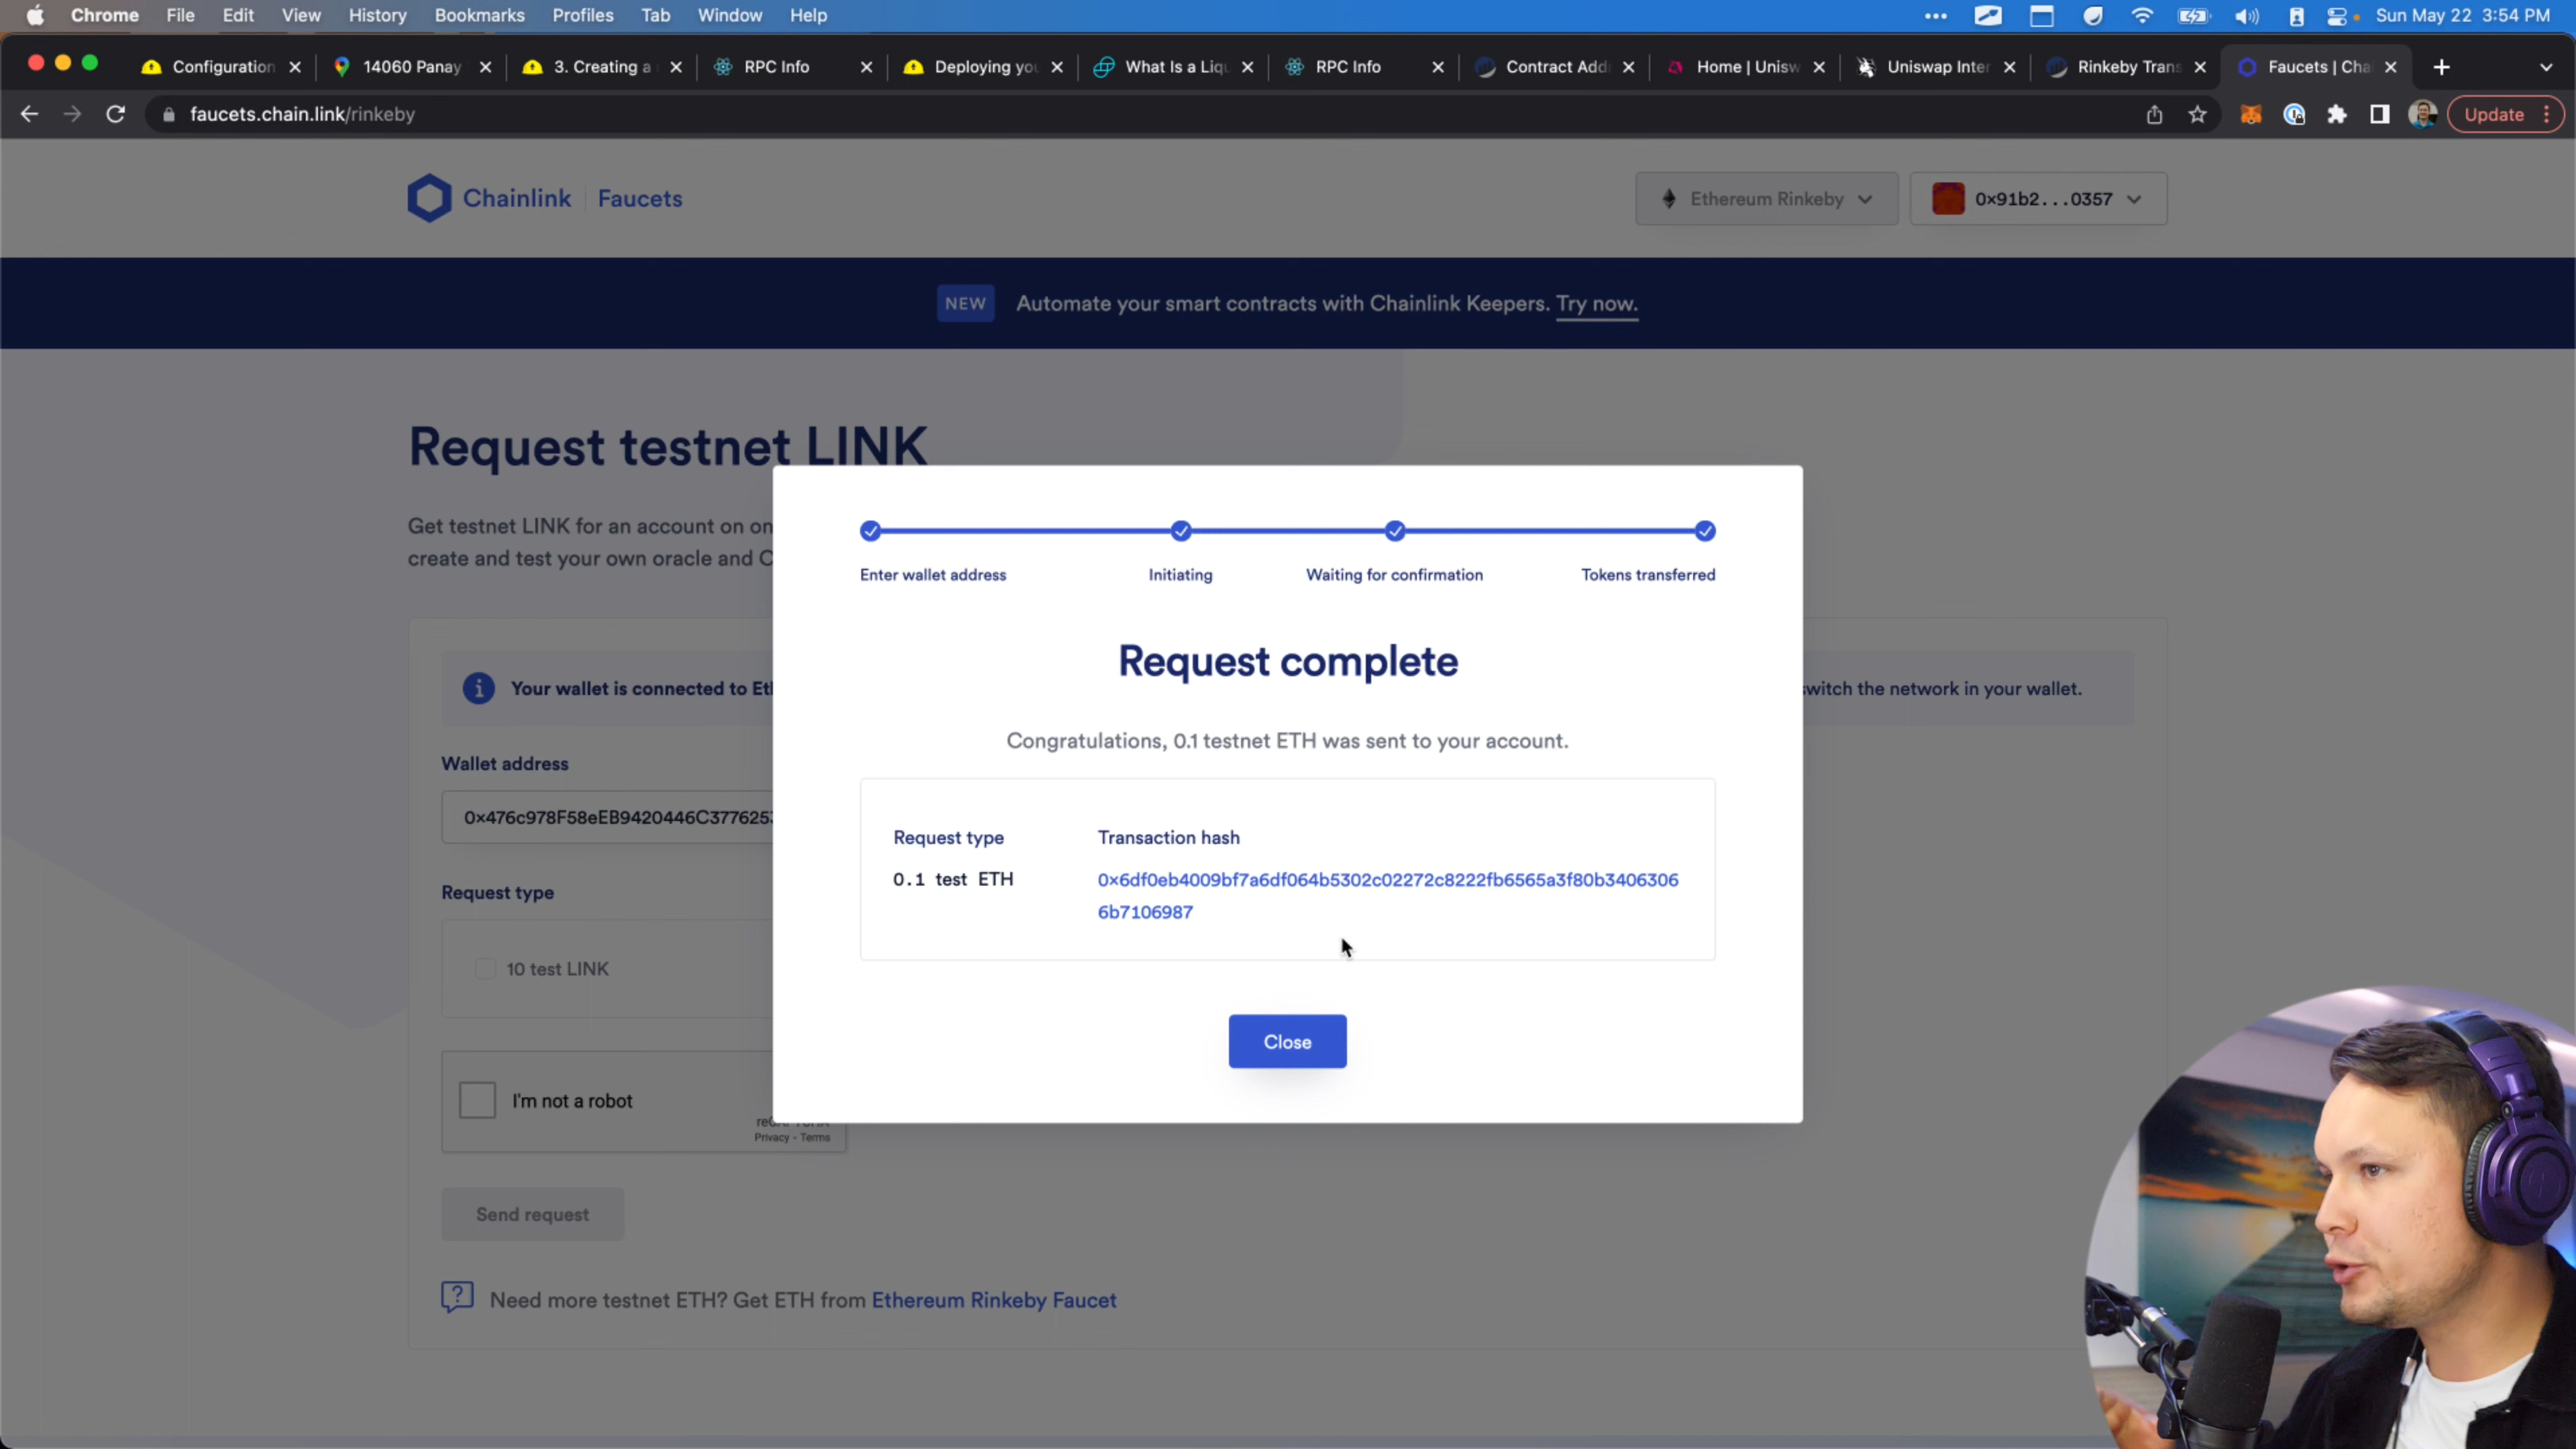 Chrome File Edit View History Bookmarks Profiles Tab Window Help Sun May 22 3:54 PM
Configuration 14060 Panay 3. Creating a RPC Info Deploying you What Is a Liq RPC Info Contract Add Home | Unisw Uniswap Inter Rinkeby Trans Faucets | Cha
faucets.chain.link/rinkeby Update
Chainlink | Faucets Ethereum Rinkeby 0x91b2...0357
NEW Automate your smart contracts with Chainlink Keepers. Try now.
Request testnet LINK
Get testnet LINK for an account on on
create and test your own oracle and C
Enter wallet address Initiating Waiting for confirmation Tokens transferred
Request complete
Your wallet is connected to Et switch the network in your wallet.
Congratulations, 0.1 testnet ETH was sent to your account.
Wallet address
0x476c978F58eEB9420446C3776253
Request type Transaction hash
0.1 test ETH 0x6df0eb4009bf7a6df064b5302c02272c8222fb6565a3f80b3406306
6b7106987
Request type
10 test LINK
Close
I'm not a robot
Privacy - Terms
Send request
Need more testnet ETH? Get ETH from Ethereum Rinkeby Faucet